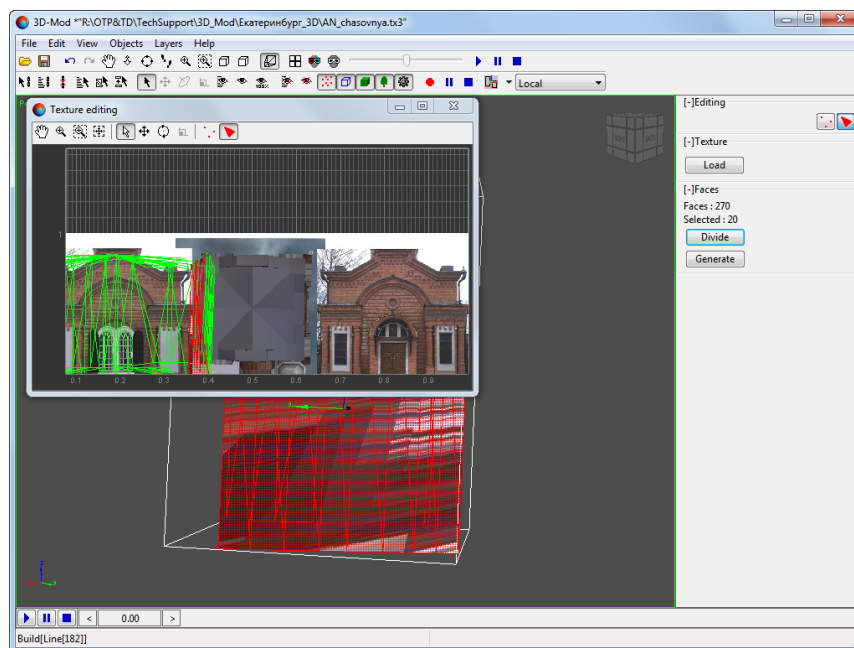 3D-Mod *"R:\OTP&TD\TechSupport\3D_Mod\Екатеринбург_3D\AN_chasovnya.tx3"
File Edit View Objects Layers Help
Local
Texture editing
1
0.1 0.2 0.3 0.4 0.5 0.6 0.7 0.8 0.9
[-]Editing
[-]Texture
Load
[-]Faces
Faces : 270
Selected : 20
Divide
Generate
< 0.00 >
Build[Line[182]]